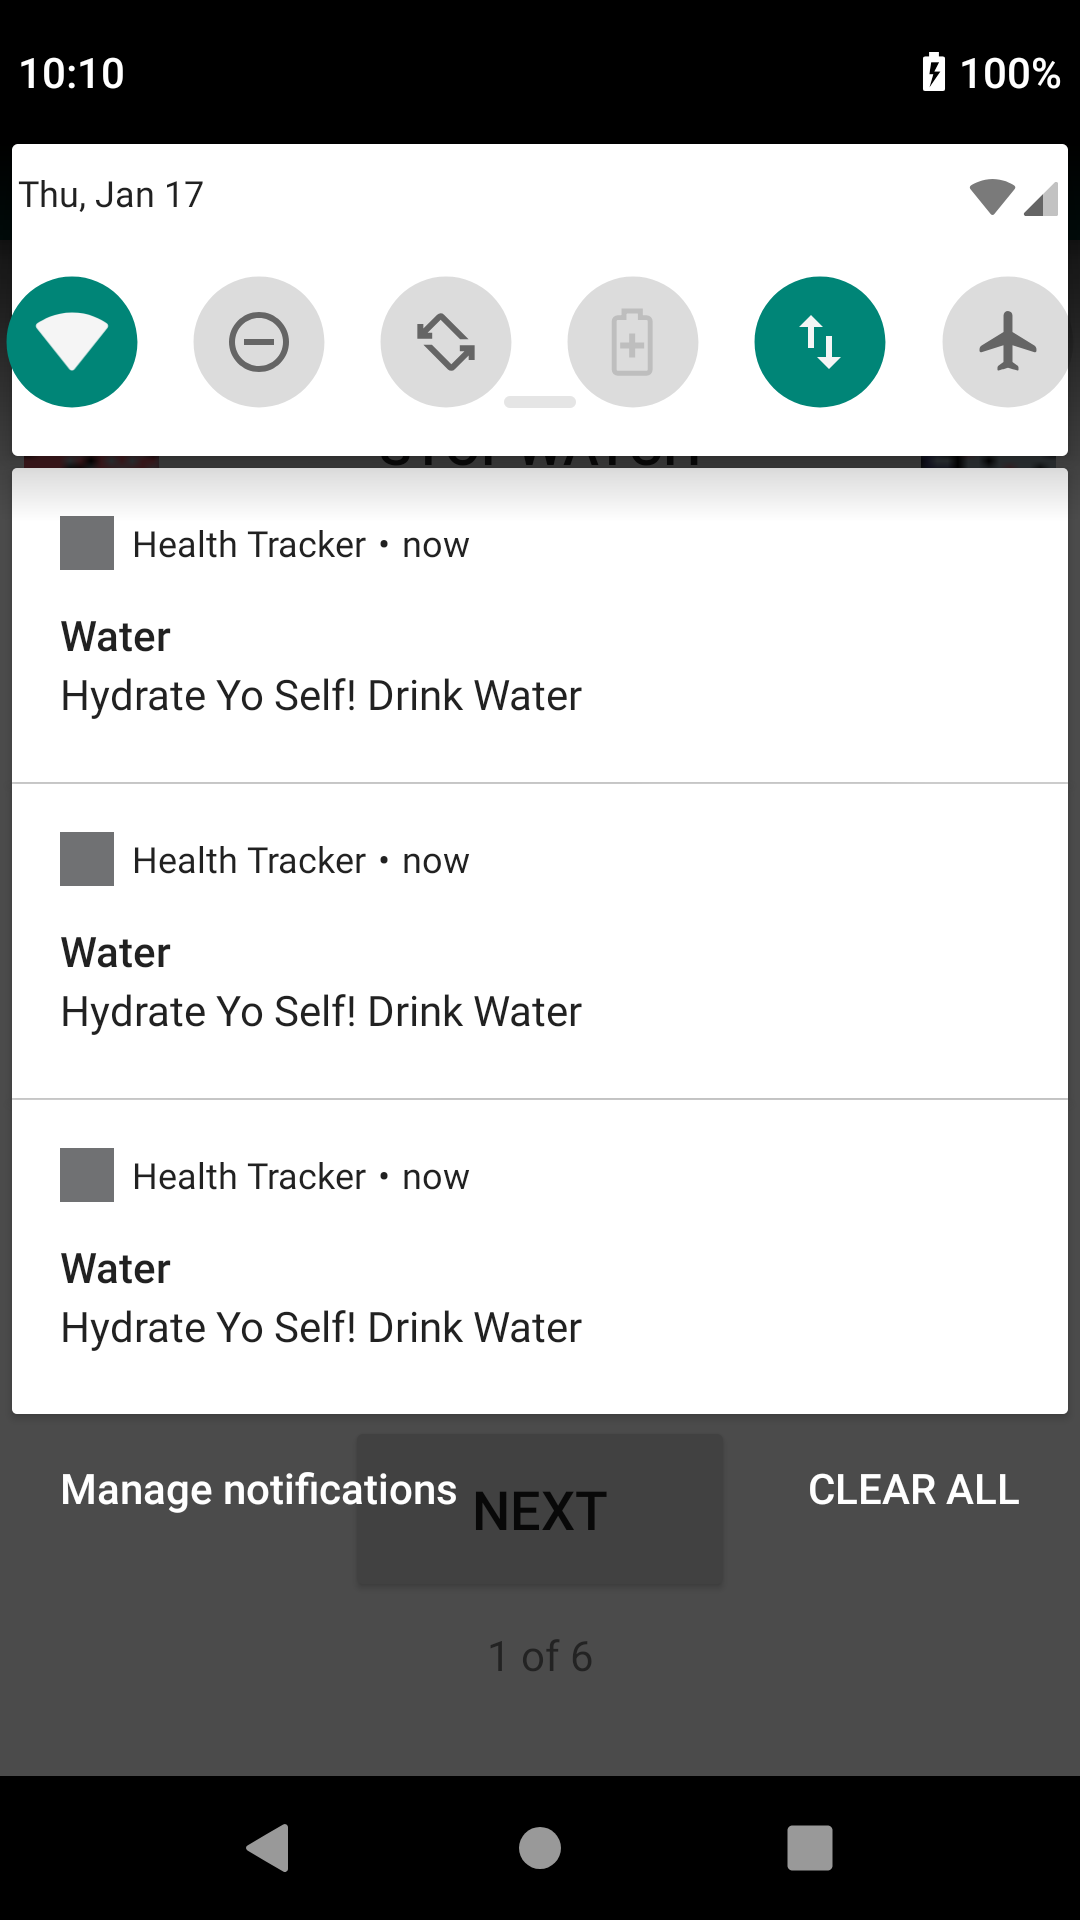 10:10
100%
Thu, Jan 17
Health Tracker • now
Water
Hydrate Yo Self! Drink Water
Health Tracker • now
Water
Hydrate Yo Self! Drink Water
Health Tracker • now
Water
Hydrate Yo Self! Drink Water
Manage notifications
NEXT
CLEAR ALL
1 of 6